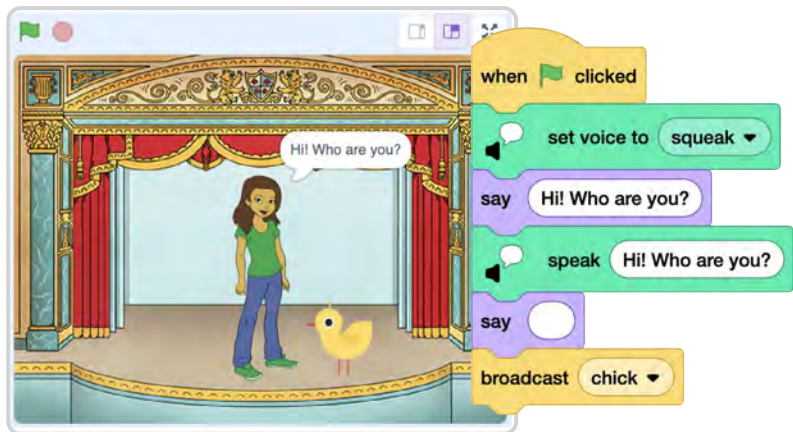 Hi! Who are you?
when clicked
set voice to squeak
say Hi! Who are you?
speak Hi! Who are you?
say
broadcast chick